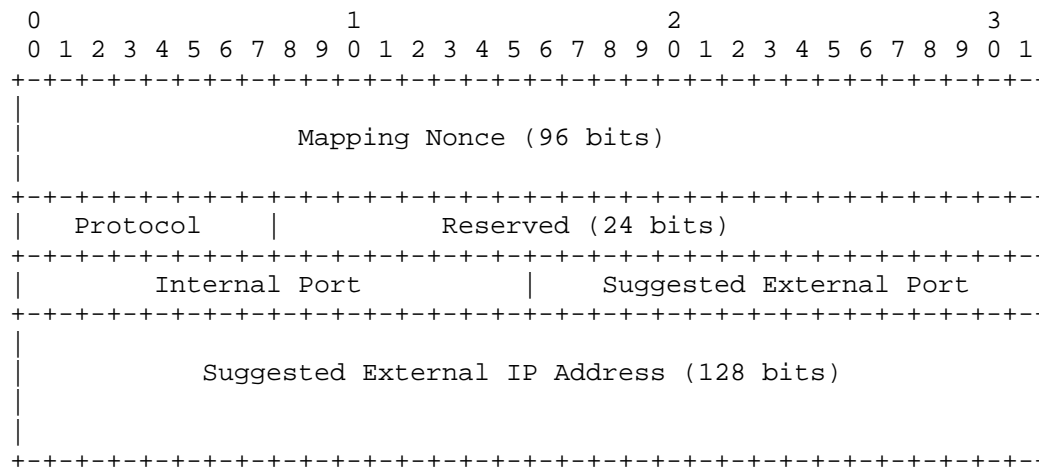 0                   1                   2                   3
 0 1 2 3 4 5 6 7 8 9 0 1 2 3 4 5 6 7 8 9 0 1 2 3 4 5 6 7 8 9 0 1
+-+-+-+-+-+-+-+-+-+-+-+-+-+-+-+-+-+-+-+-+-+-+-+-+-+-+-+-+-+-+-+-
|
|                 Mapping Nonce (96 bits)
|
+-+-+-+-+-+-+-+-+-+-+-+-+-+-+-+-+-+-+-+-+-+-+-+-+-+-+-+-+-+-+-+-
|   Protocol    |          Reserved (24 bits)
+-+-+-+-+-+-+-+-+-+-+-+-+-+-+-+-+-+-+-+-+-+-+-+-+-+-+-+-+-+-+-+-
|        Internal Port          |    Suggested External Port
+-+-+-+-+-+-+-+-+-+-+-+-+-+-+-+-+-+-+-+-+-+-+-+-+-+-+-+-+-+-+-+-
|
|           Suggested External IP Address (128 bits)
|
|
+-+-+-+-+-+-+-+-+-+-+-+-+-+-+-+-+-+-+-+-+-+-+-+-+-+-+-+-+-+-+-+-